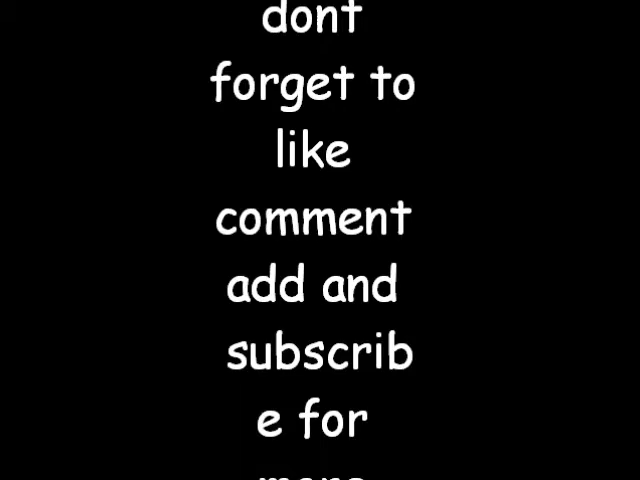 dont
forget to
like
comment
add and
subscrib
e for